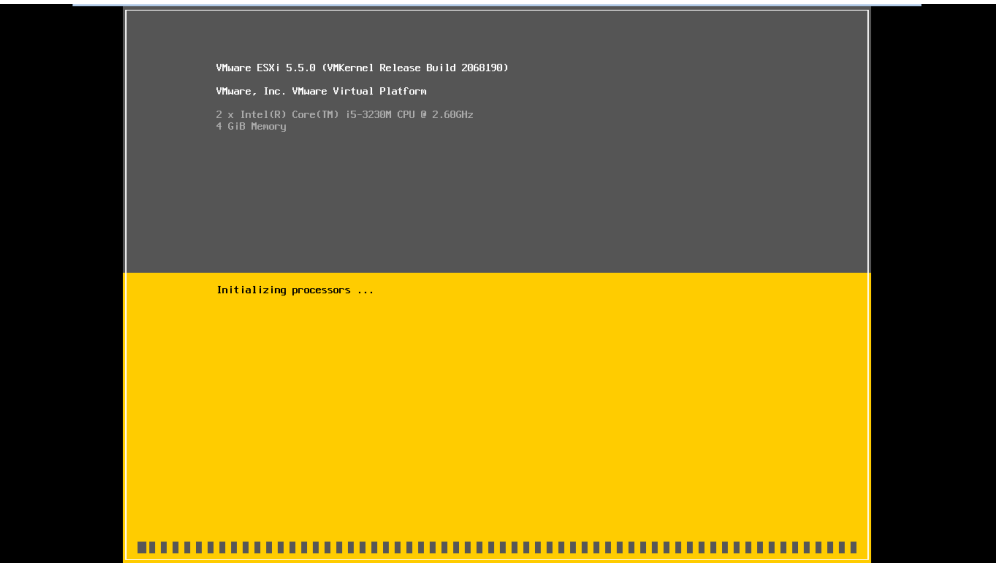 VMware ESXi 5.5.0 (VMKernel Release Build 2068190)
VMware, Inc. VMware Virtual Platform
2 x Intel(R) Core(TM) i5-3230M CPU @ 2.60GHz
4 GiB Memory
Initializing processors ...